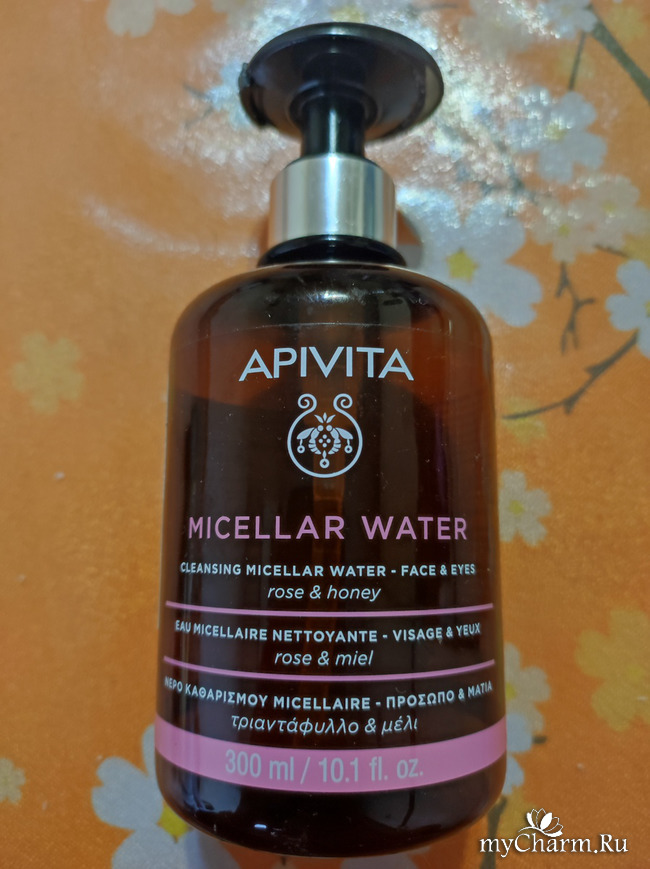 APIVITA
MICELLAR WATER
CLEANSING MICELLAR WATER - FACE & EYES
rose & honey
EAU MICELLAIRE NETTOYANTE - VISAGE & YEUX
rose & miel
ΝΕΡΟ ΚΑΘΑΡΙΣΜΟΥ MICELLAIRE - ΠΡΟΣΩΠΟ & ΜΑΤΙΑ
τριαντάφυλλο & μέλι
300 ml / 10.1 fl. oz.
myCharm.Ru